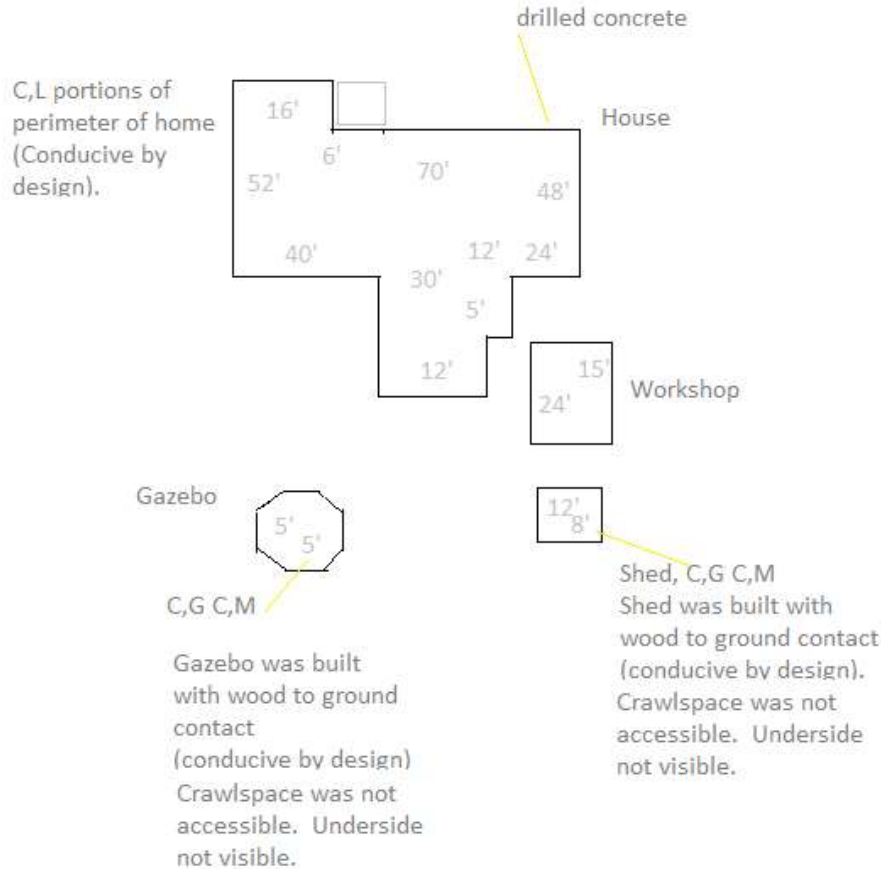 drilled concrete
C,L portions of
perimeter of home
(Conducive by
design).
House
16'
6'
70'
52'
48'
40'
12'
24'
30'
5'
12'
15'
24'
Workshop
Gazebo
5'
5'
12'
8'
C,G C,M
Gazebo was built
with wood to ground
contact
(conducive by design)
Crawlspace was not
accessible. Underside
not visible.
Shed, C,G C,M
Shed was built with
wood to ground contact
(conducive by design).
Crawlspace was not
accessible. Underside
not visible.